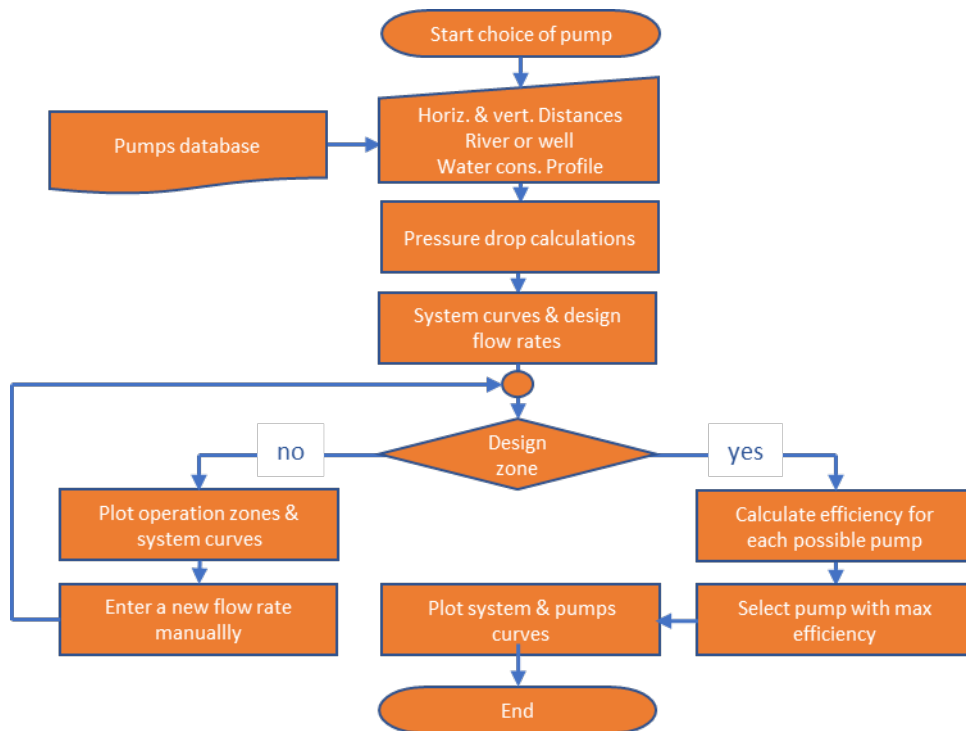 Start choice of pump
Horiz. & vert. Distances
River or well
Water cons. Profile
Pumps database
Pressure drop calculations
System curves & design
flow rates
Design
zone
no
yes
Plot operation zones &
system curves
Calculate efficiency for
each possible pump
Enter a new flow rate
manuallly
Plot system & pumps
curves
Select pump with max
efficiency
End